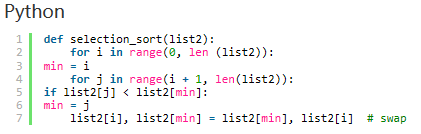 Python
1 def selection_sort(list2):
2     for i in range(0, len (list2)):
3 min = i
4     for j in range(i + 1, len(list2)):
5 if list2[j] < list2[min]:
6 min = j
7     list2[i], list2[min] = list2[min], list2[i]  # swap